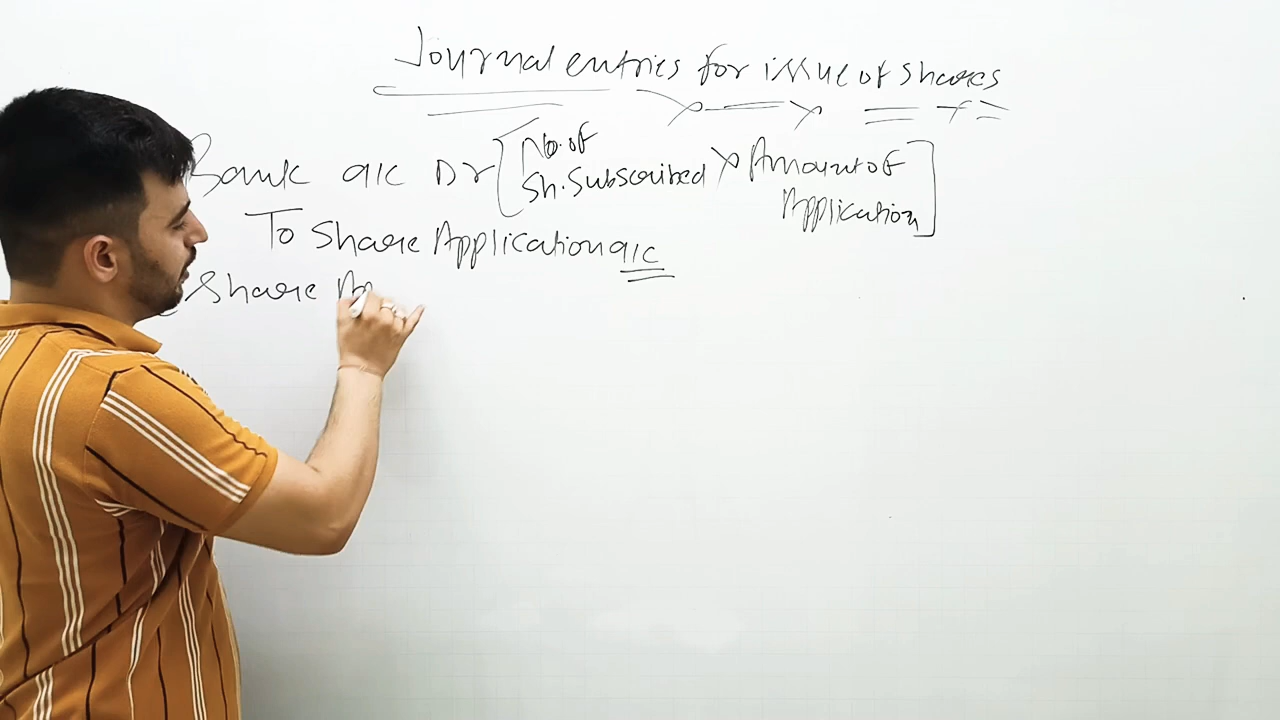 Journal entries for issue of shares
Bank a/c Dr [No. of Sh. Subscribed × Amount of Application]
To Share Application a/c
Share